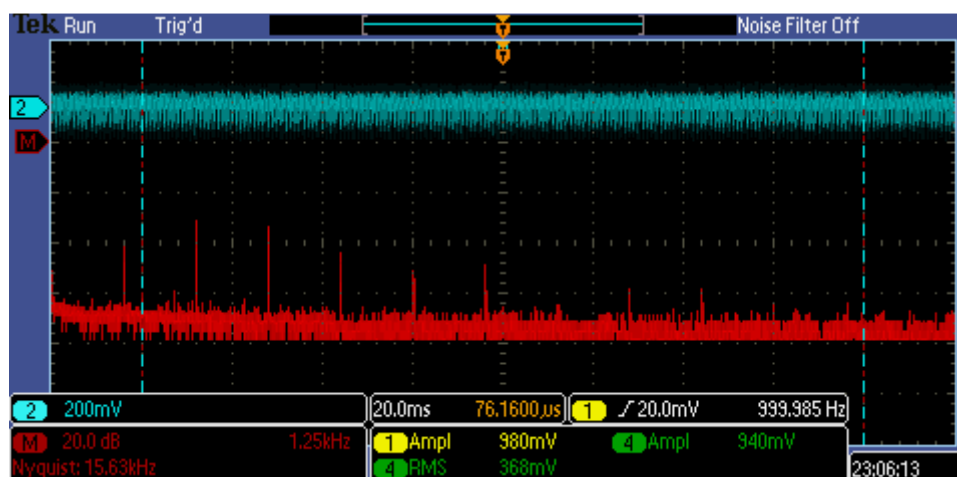 Tek Run Trig'd Noise Filter Off
2
M
2 200mV 20.0ms 76.1600µs 1 20.0mV 999.985 Hz
M 20.0 dB 1.25kHz 1 Ampl 980mV 4 Ampl 940mV
Nyquist: 15.63kHz 4 RMS 368mV 23:06:13